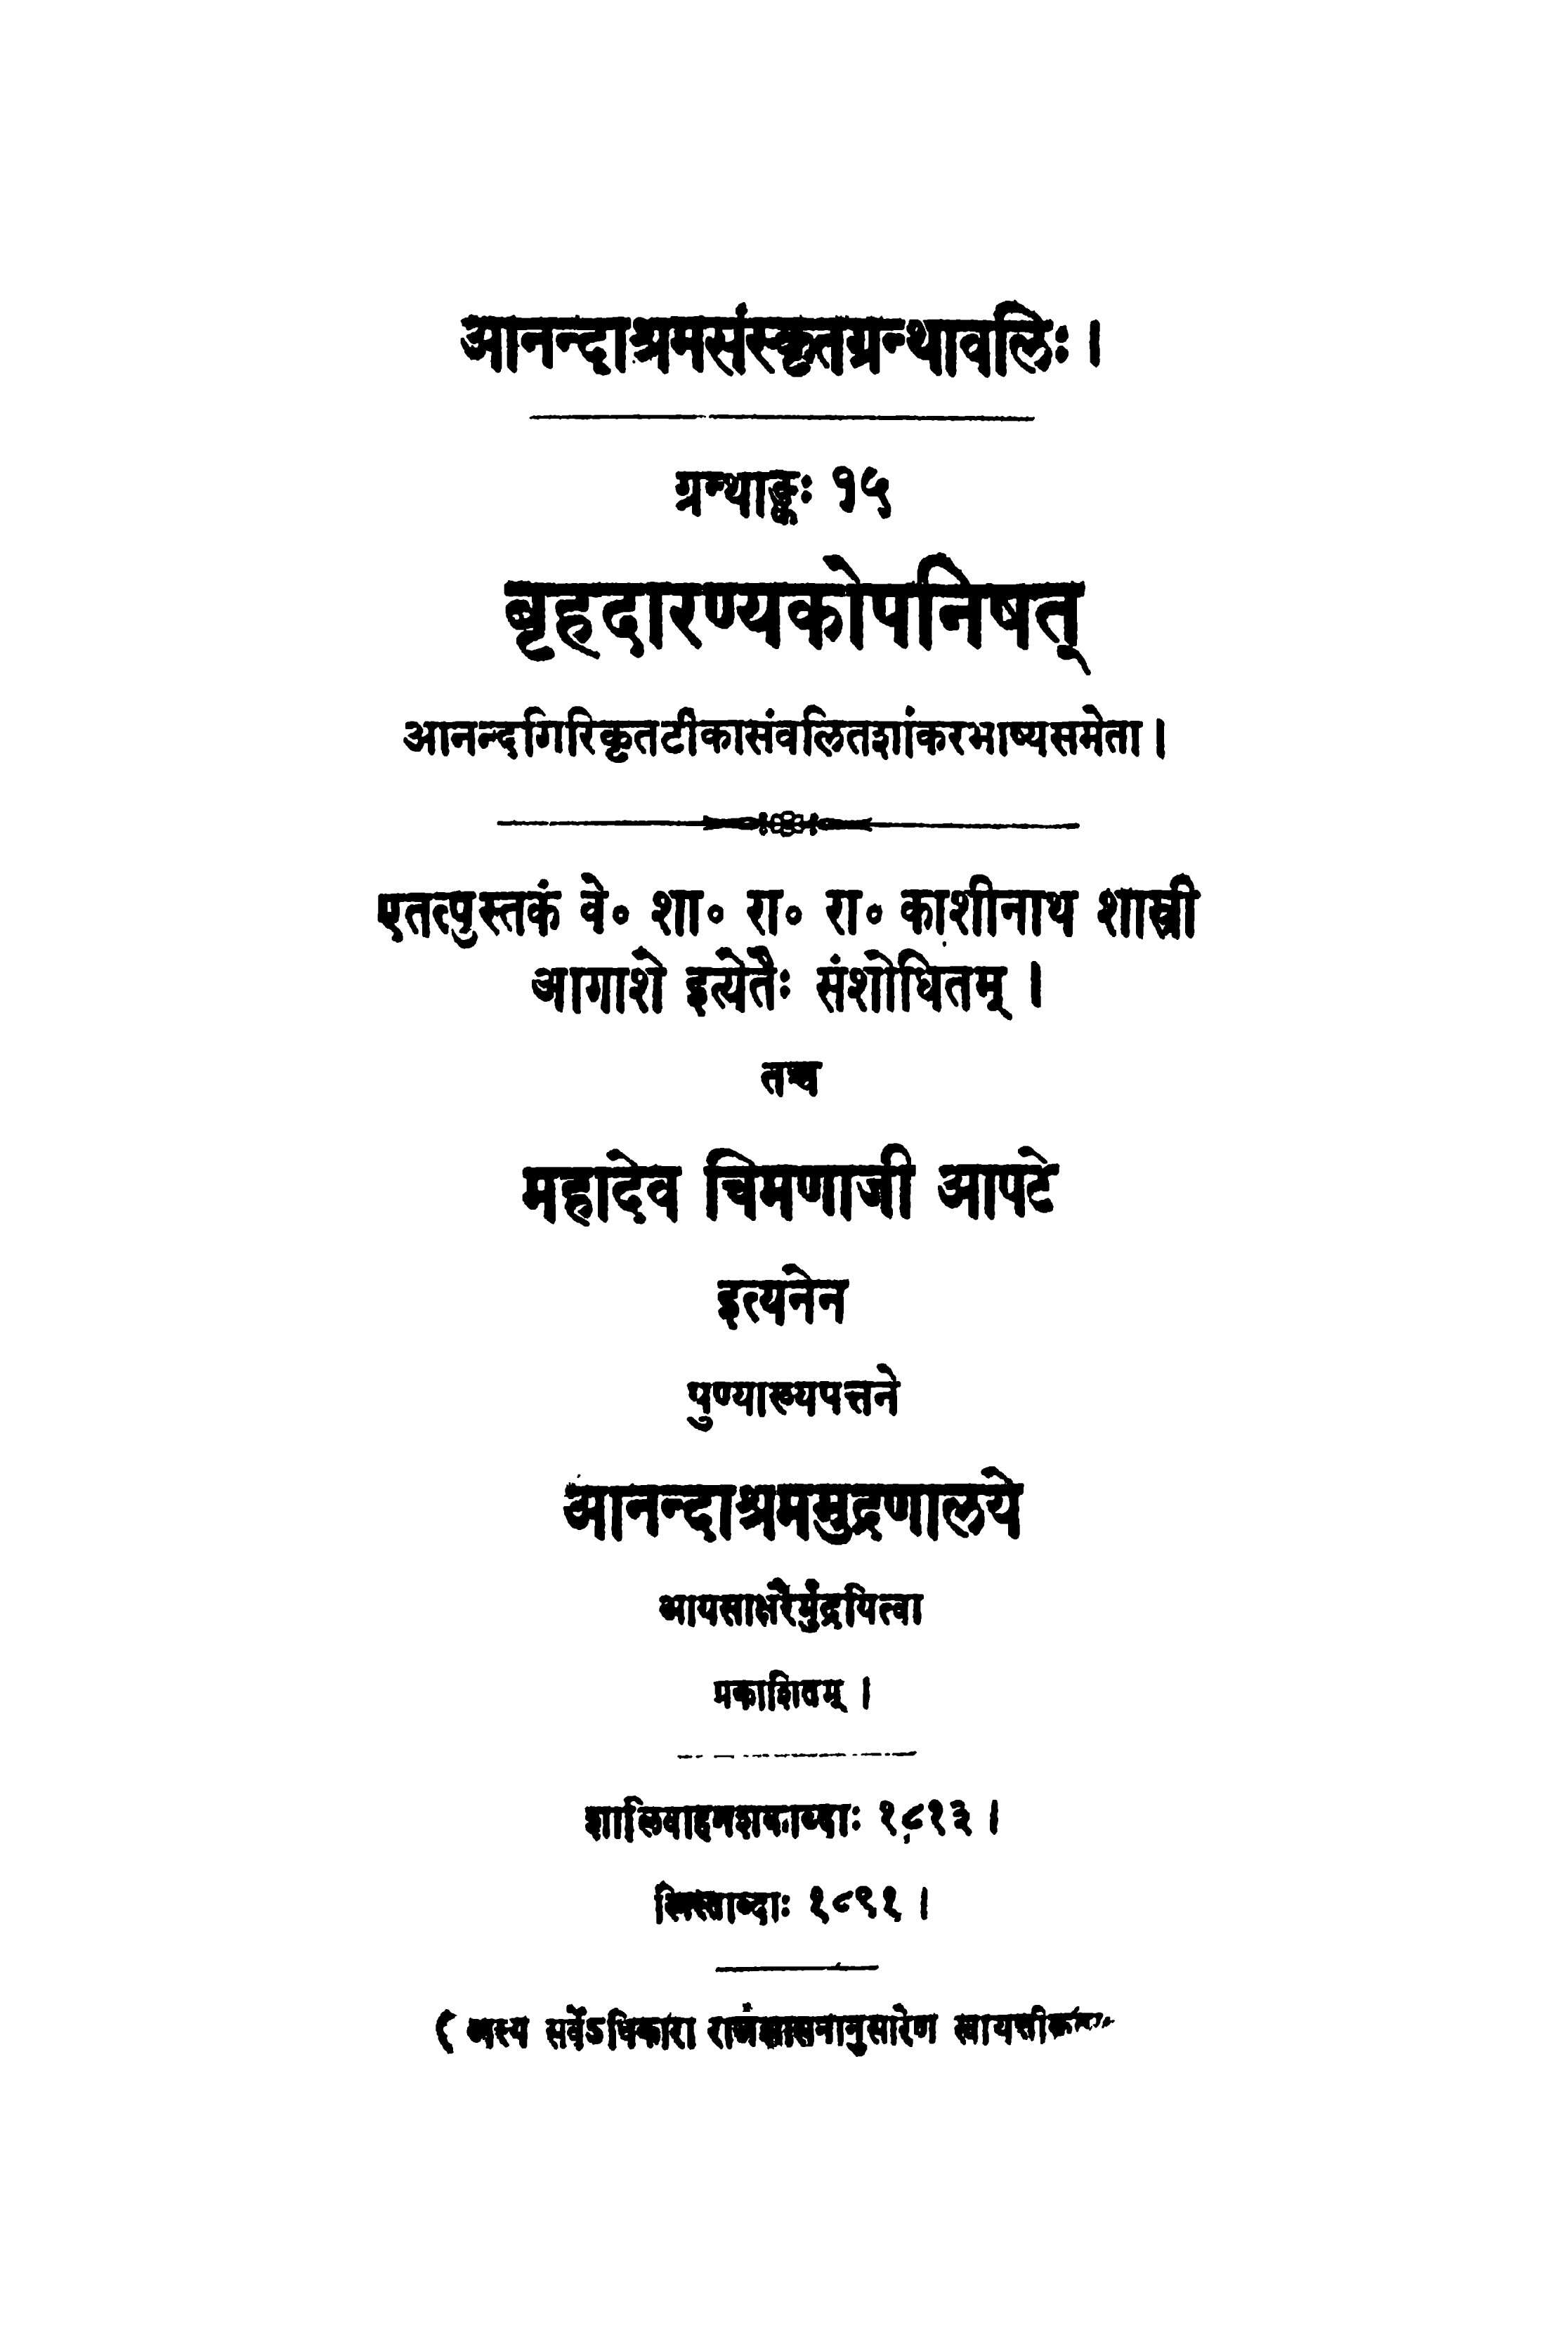 आनन्दाश्रमसंस्कृतग्रन्थावलिः ।
ग्रन्थाङ्कः १५
बृहदारण्यकोपनिषत्
आनन्दगिरिकृतटीकासंवलितशांकरभाष्यसमेता ।
एतत्पुस्तकं वे० शा० रा० रा० काशीनाथ शास्त्री
आगाशे इत्येतैः संशोधितम् ।
तच्च
महादेव चिमणाजी आपटे
इत्यनेन
पुण्याख्यपत्तने
आनन्दाश्रममुद्रणालये
आयसाक्षरैर्मुद्रयित्वा
प्रकाशितम् ।
शालिवाहनशकाब्दाः १८१३ ।
ख्रिस्ताब्दाः १८९१ ।
( अस्य सर्वेऽधिकारा राजशासनानुसारेण